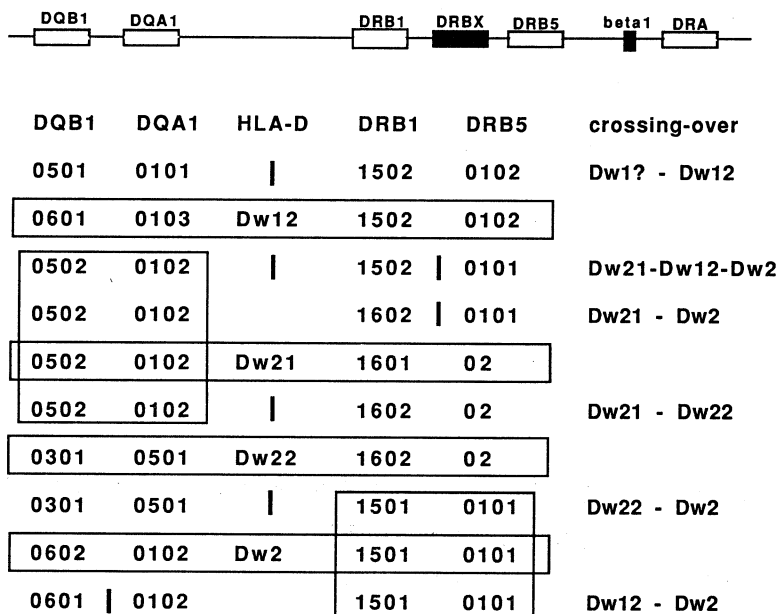 DQB1 DQA1 DRB1 DRBX DRB5 beta1 DRA
DQB1 DQA1 HLA-D DRB1 DRB5 crossing-over
0501 0101 1502 0102 Dw1? - Dw12
0601 0103 Dw12 1502 0102
0502 0102 1502 0101 Dw21-Dw12-Dw2
0502 0102 1602 0101 Dw21 - Dw2
0502 0102 Dw21 1601 02
0502 0102 1602 02 Dw21 - Dw22
0301 0501 Dw22 1602 02
0301 0501 1501 0101 Dw22 - Dw2
0602 0102 Dw2 1501 0101
0601 0102 1501 0101 Dw12 - Dw2